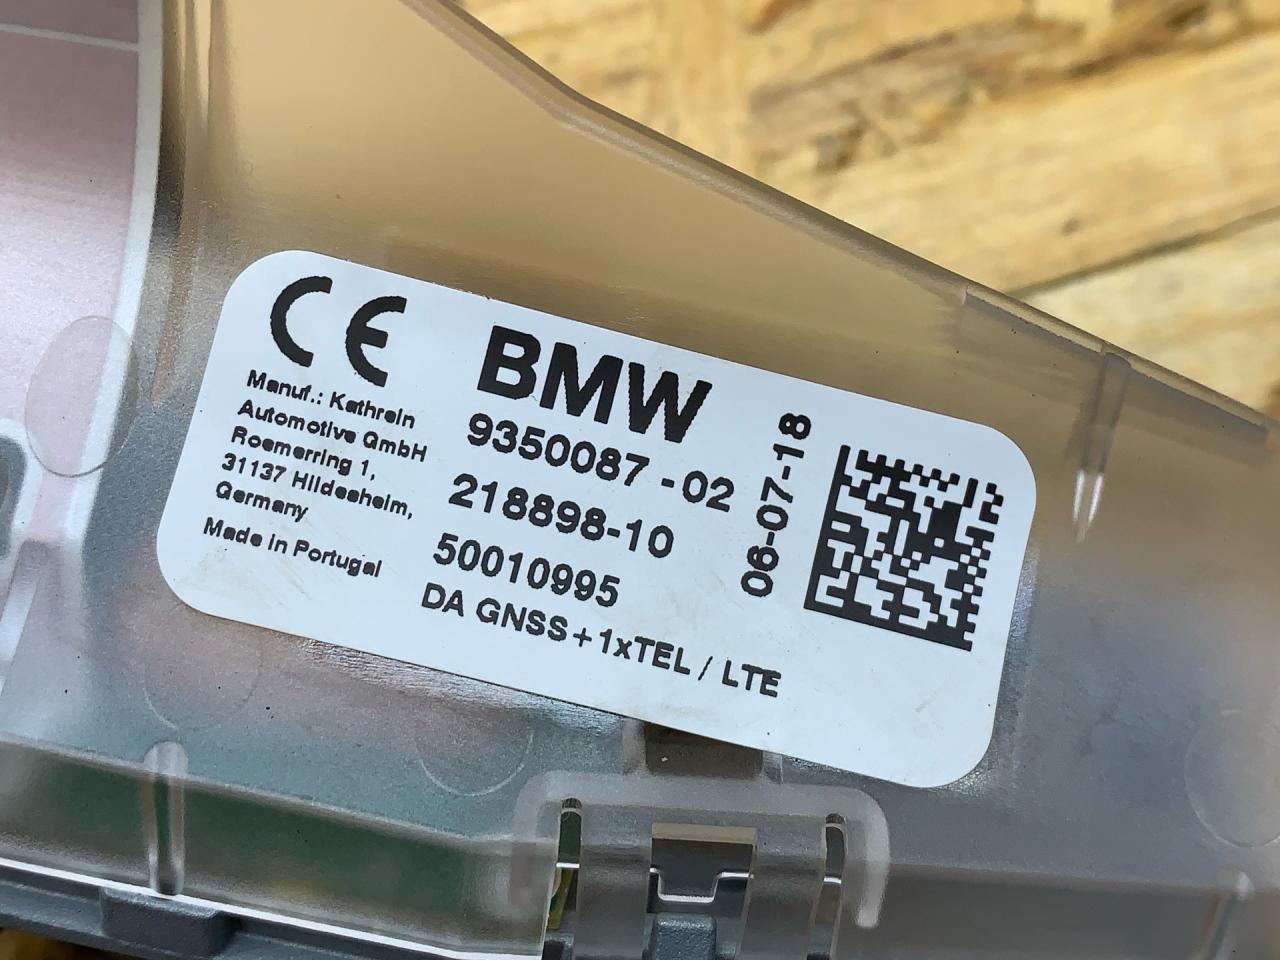 CE
BMW
Manuf.: Kathrein
Automotive GmbH
Roemerring 1,
31137 Hildesheim,
Germany
Made in Portugal
9350087-02
218898-10
50010995
DA GNSS+1xTEL / LTE
06-07-18